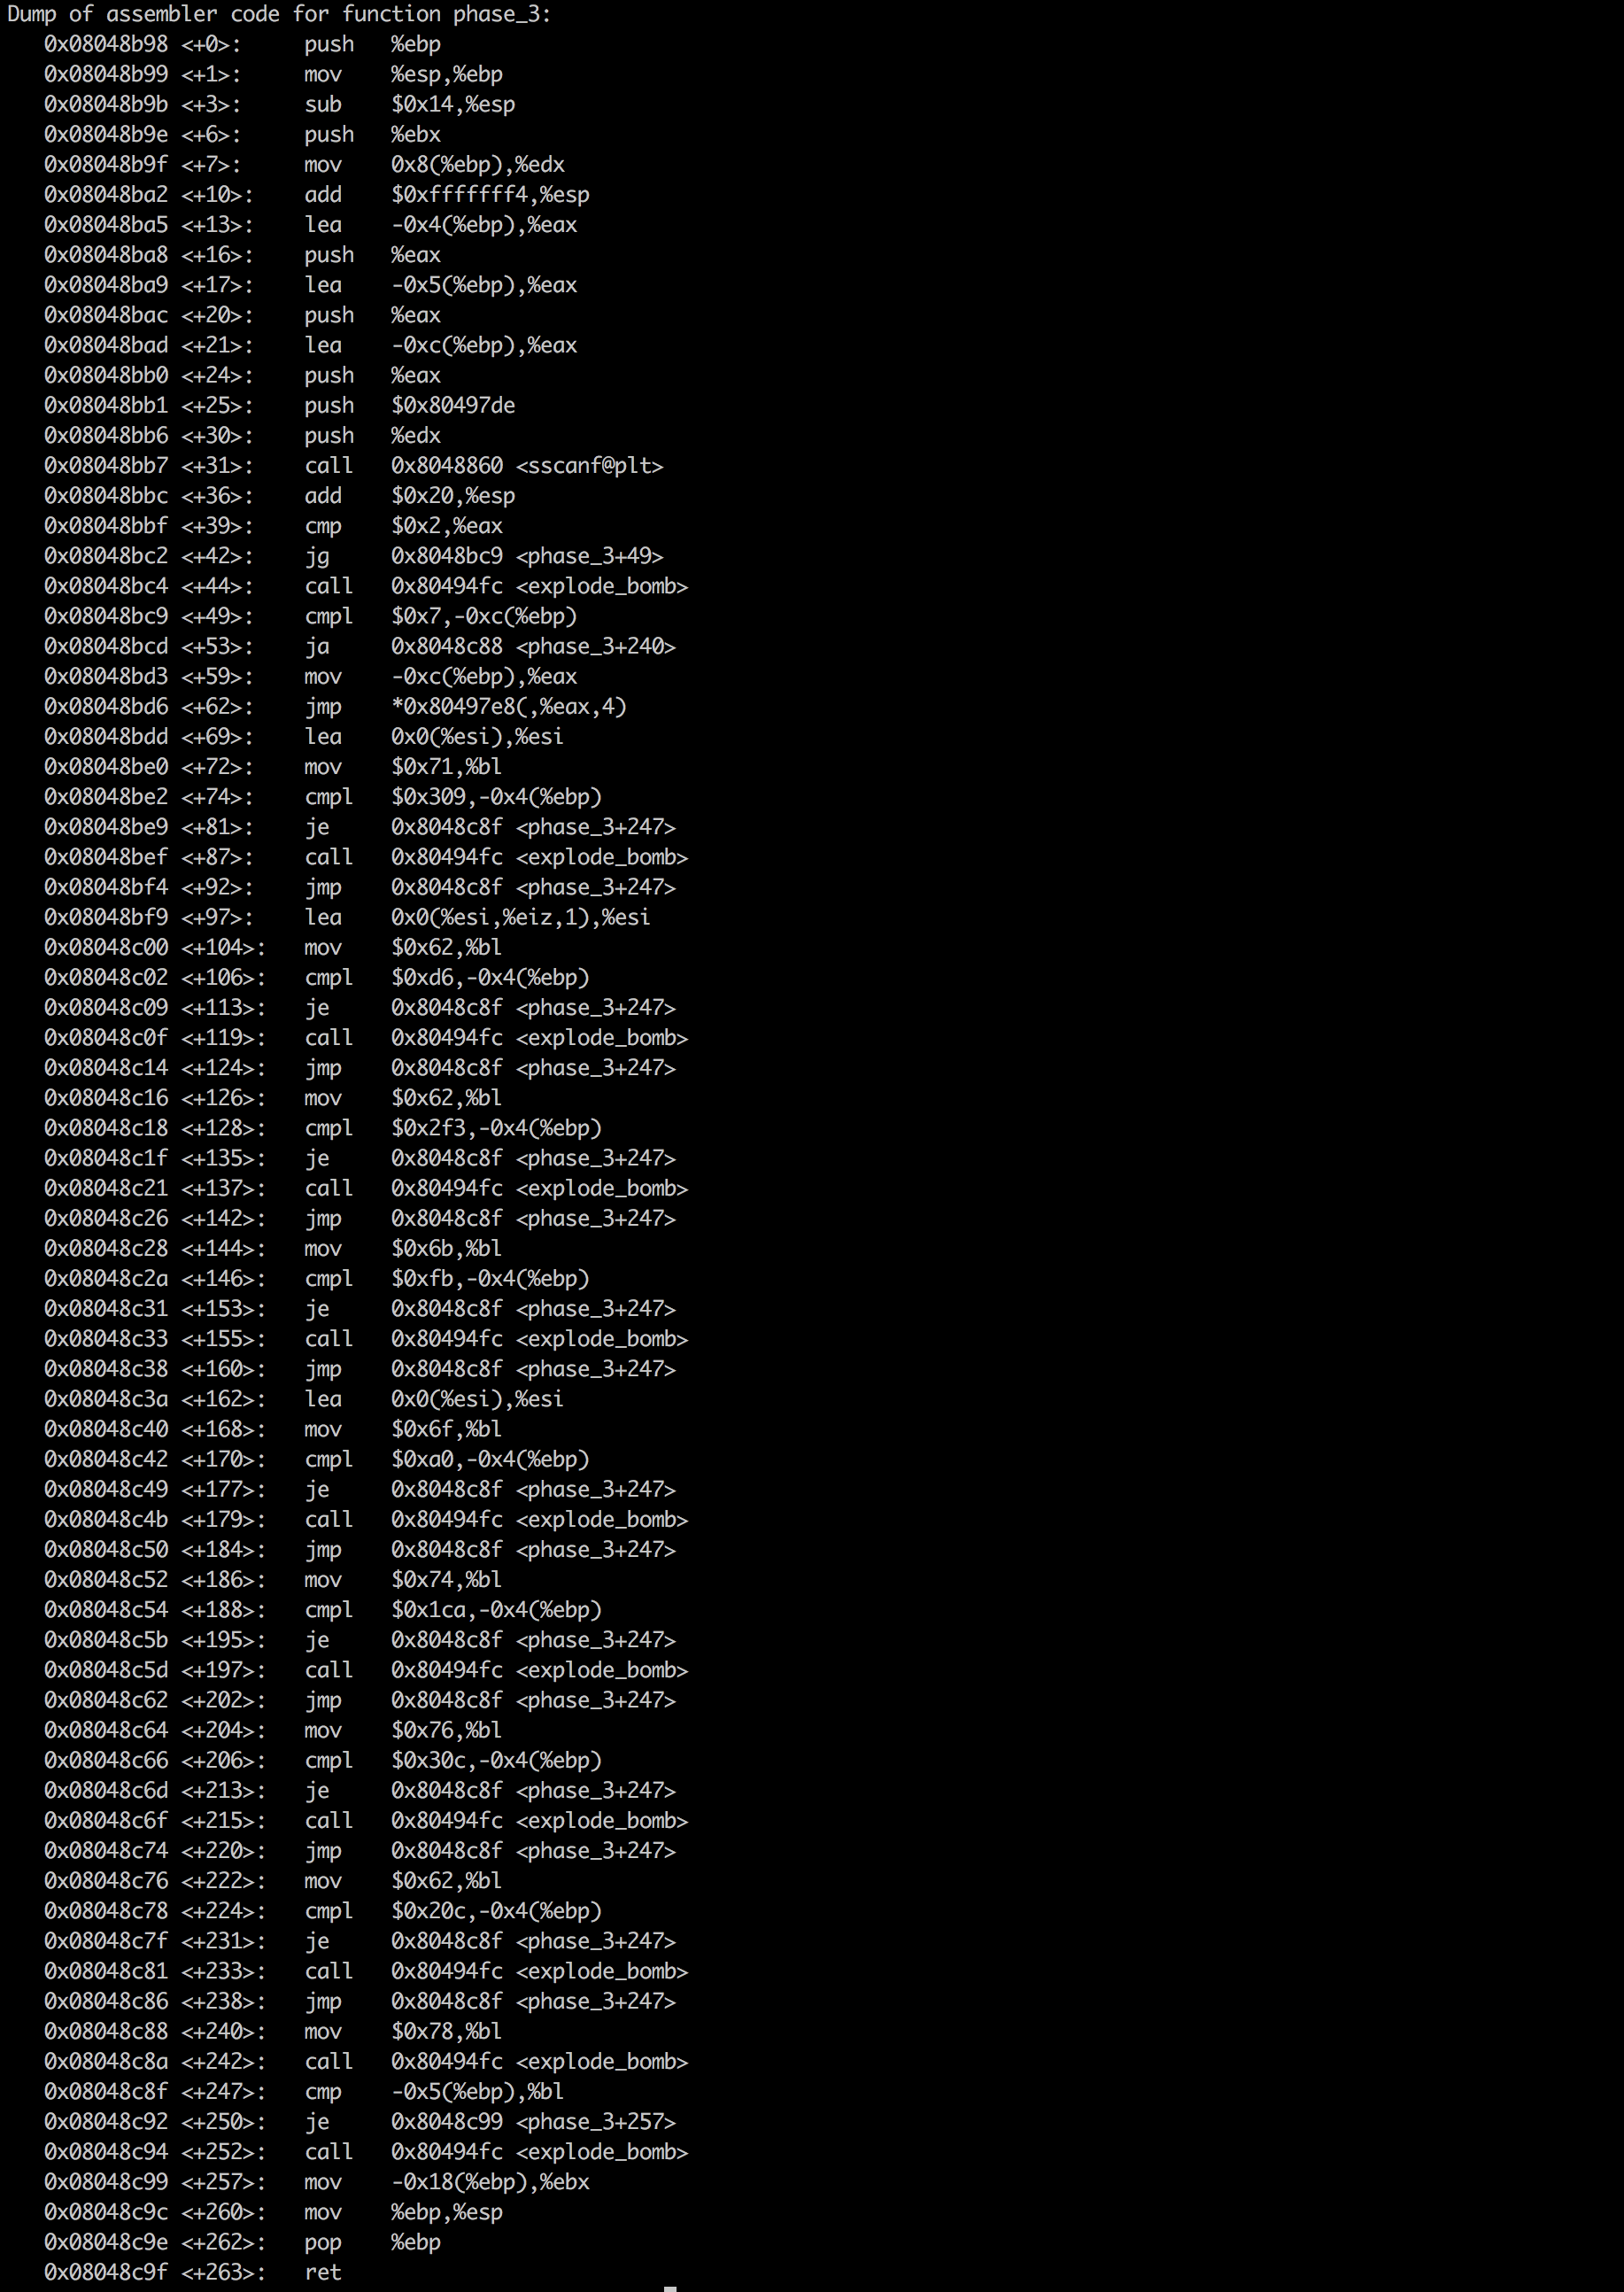 Dump of assembler code for function phase_3:
0x08048b98 <+0>: push %ebp
0x08048b99 <+1>: mov %esp,%ebp
0x08048b9b <+3>: sub $0x14,%esp
0x08048b9e <+6>: push %ebx
0x08048b9f <+7>: mov 0x8(%ebp),%edx
0x08048ba2 <+10>: add $0xfffffff4,%esp
0x08048ba5 <+13>: lea -0x4(%ebp),%eax
0x08048ba8 <+16>: push %eax
0x08048ba9 <+17>: lea -0x5(%ebp),%eax
0x08048bac <+20>: push %eax
0x08048bad <+21>: lea -0xc(%ebp),%eax
0x08048bb0 <+24>: push %eax
0x08048bb1 <+25>: push $0x80497de
0x08048bb6 <+30>: push %edx
0x08048bb7 <+31>: call 0x8048860 <sscanf@plt>
0x08048bbc <+36>: add $0x20,%esp
0x08048bbf <+39>: cmp $0x2,%eax
0x08048bc2 <+42>: jg 0x8048bc9 <phase_3+49>
0x08048bc4 <+44>: call 0x80494fc <explode_bomb>
0x08048bc9 <+49>: cmpl $0x7,-0xc(%ebp)
0x08048bcd <+53>: ja 0x8048c88 <phase_3+240>
0x08048bd3 <+59>: mov -0xc(%ebp),%eax
0x08048bd6 <+62>: jmp *0x80497e8(,%eax,4)
0x08048bdd <+69>: lea 0x0(%esi),%esi
0x08048be0 <+72>: mov $0x71,%bl
0x08048be2 <+74>: cmpl $0x309,-0x4(%ebp)
0x08048be9 <+81>: je 0x8048c8f <phase_3+247>
0x08048bef <+87>: call 0x80494fc <explode_bomb>
0x08048bf4 <+92>: jmp 0x8048c8f <phase_3+247>
0x08048bf9 <+97>: lea 0x0(%esi,%eiz,1),%esi
0x08048c00 <+104>: mov $0x62,%bl
0x08048c02 <+106>: cmpl $0xd6,-0x4(%ebp)
0x08048c09 <+113>: je 0x8048c8f <phase_3+247>
0x08048c0f <+119>: call 0x80494fc <explode_bomb>
0x08048c14 <+124>: jmp 0x8048c8f <phase_3+247>
0x08048c16 <+126>: mov $0x62,%bl
0x08048c18 <+128>: cmpl $0x2f3,-0x4(%ebp)
0x08048c1f <+135>: je 0x8048c8f <phase_3+247>
0x08048c21 <+137>: call 0x80494fc <explode_bomb>
0x08048c26 <+142>: jmp 0x8048c8f <phase_3+247>
0x08048c28 <+144>: mov $0x6b,%bl
0x08048c2a <+146>: cmpl $0xfb,-0x4(%ebp)
0x08048c31 <+153>: je 0x8048c8f <phase_3+247>
0x08048c33 <+155>: call 0x80494fc <explode_bomb>
0x08048c38 <+160>: jmp 0x8048c8f <phase_3+247>
0x08048c3a <+162>: lea 0x0(%esi),%esi
0x08048c40 <+168>: mov $0x6f,%bl
0x08048c42 <+170>: cmpl $0xa0,-0x4(%ebp)
0x08048c49 <+177>: je 0x8048c8f <phase_3+247>
0x08048c4b <+179>: call 0x80494fc <explode_bomb>
0x08048c50 <+184>: jmp 0x8048c8f <phase_3+247>
0x08048c52 <+186>: mov $0x74,%bl
0x08048c54 <+188>: cmpl $0x1ca,-0x4(%ebp)
0x08048c5b <+195>: je 0x8048c8f <phase_3+247>
0x08048c5d <+197>: call 0x80494fc <explode_bomb>
0x08048c62 <+202>: jmp 0x8048c8f <phase_3+247>
0x08048c64 <+204>: mov $0x76,%bl
0x08048c66 <+206>: cmpl $0x30c,-0x4(%ebp)
0x08048c6d <+213>: je 0x8048c8f <phase_3+247>
0x08048c6f <+215>: call 0x80494fc <explode_bomb>
0x08048c74 <+220>: jmp 0x8048c8f <phase_3+247>
0x08048c76 <+222>: mov $0x62,%bl
0x08048c78 <+224>: cmpl $0x20c,-0x4(%ebp)
0x08048c7f <+231>: je 0x8048c8f <phase_3+247>
0x08048c81 <+233>: call 0x80494fc <explode_bomb>
0x08048c86 <+238>: jmp 0x8048c8f <phase_3+247>
0x08048c88 <+240>: mov $0x78,%bl
0x08048c8a <+242>: call 0x80494fc <explode_bomb>
0x08048c8f <+247>: cmp -0x5(%ebp),%bl
0x08048c92 <+250>: je 0x8048c99 <phase_3+257>
0x08048c94 <+252>: call 0x80494fc <explode_bomb>
0x08048c99 <+257>: mov -0x18(%ebp),%ebx
0x08048c9c <+260>: mov %ebp,%esp
0x08048c9e <+262>: pop %ebp
0x08048c9f <+263>: ret